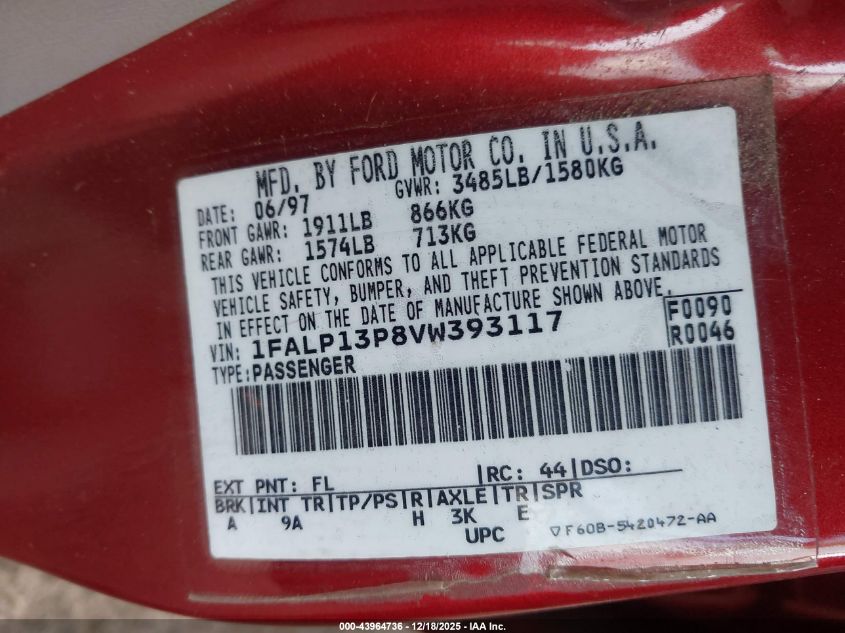 MFD. BY FORD MOTOR CO. IN U.S.A.
DATE: 06/97 GVWR: 3485LB/1580KG
FRONT GAWR: 1911LB 866KG
REAR GAWR: 1574LB 713KG
THIS VEHICLE CONFORMS TO ALL APPLICABLE FEDERAL MOTOR
VEHICLE SAFETY, BUMPER, AND THEFT PREVENTION STANDARDS
IN EFFECT ON THE DATE OF MANUFACTURE SHOWN ABOVE.
VIN: 1FALP13P8VW393117 F0090
TYPE:PASSENGER R0046
EXT PNT: FL RC: 44 DSO:
BRK INT TR TP/PS R AXLE TR SPR
A 9A H 3K E
UPC F60B-5420472-AA
000-43964736 | 12/18/2025 - IAA Inc.